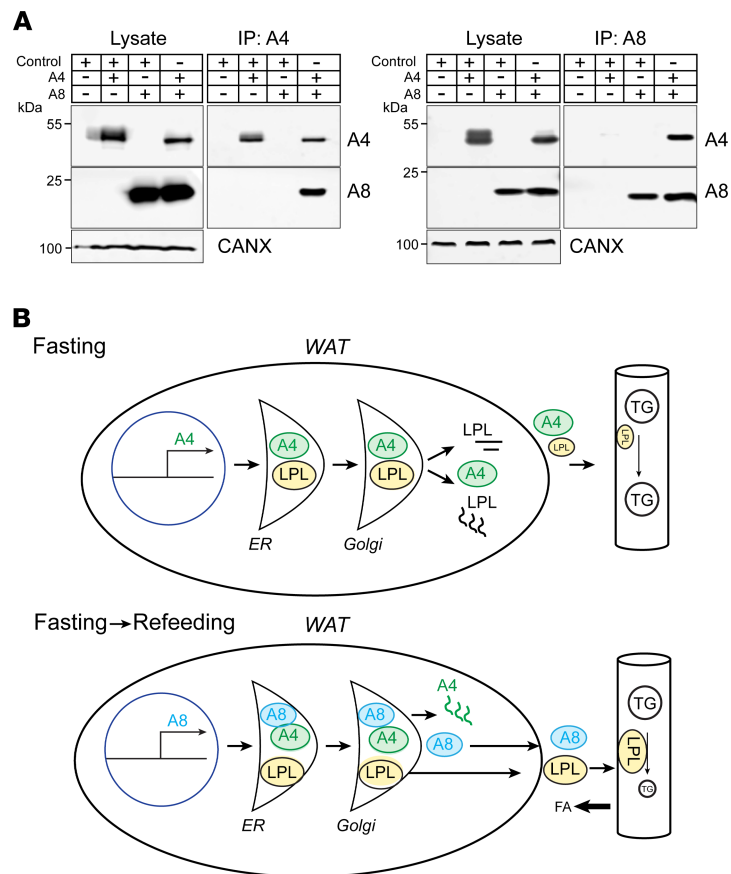 A
Lysate IP: A4
Control + + + - + + + -
A4 - + - + - + - +
A8 - - + + - - + +
kDa
55
A4
25
A8
100
CANX
Lysate IP: A8
Control + + + - + + + -
A4 - + - + - + - +
A8 - - + + - - + +
kDa
55
A4
25
A8
100
CANX
B
Fasting WAT
A4
A4
LPL
ER
A4
LPL
Golgi
LPL
A4
LPL
A4
LPL
TG
LPL
TG
Fasting→Refeeding WAT
A8
A8
A4
LPL
ER
A8
A4
LPL
Golgi
A4
A8
A8
LPL
FA
TG
LPL
TG